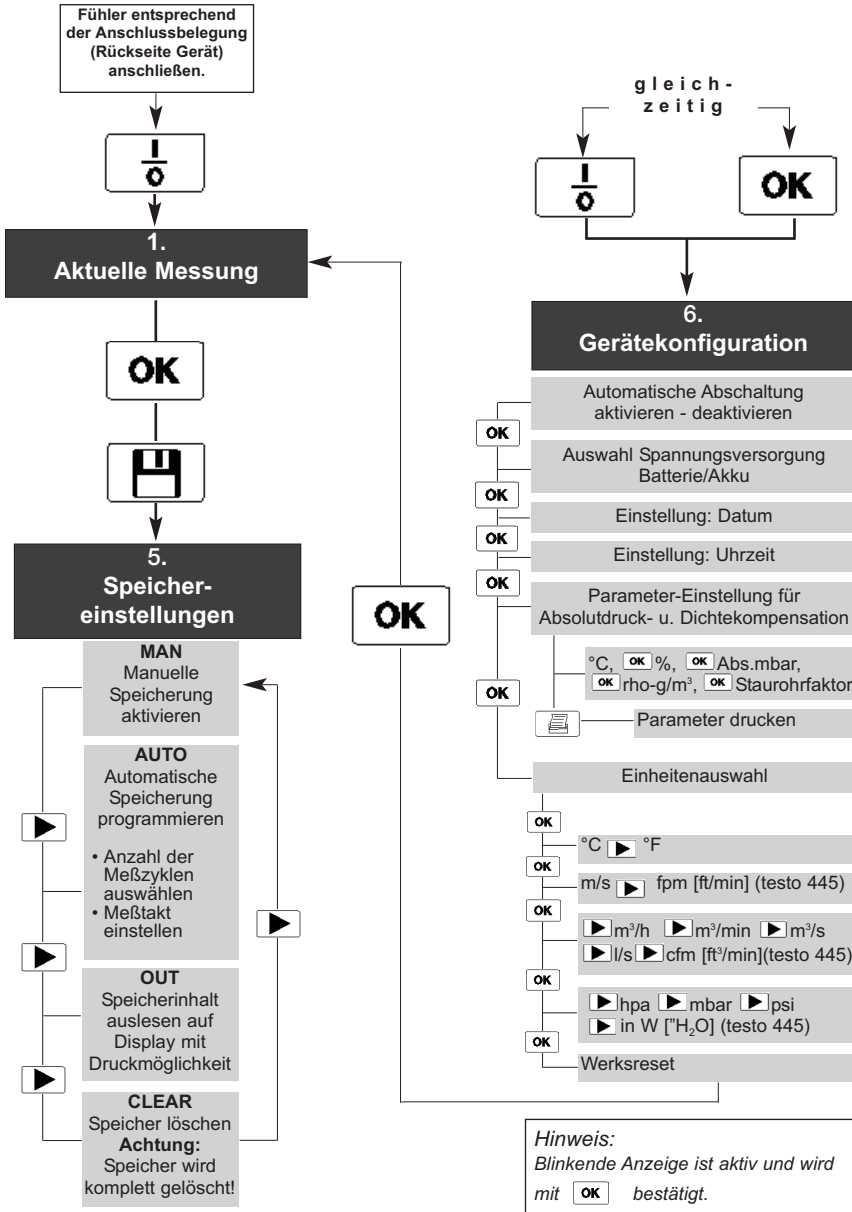 Fühler entsprechend
der Anschlussbelegung
(Rückseite Gerät)
anschließen.
I
O
1.
Aktuelle Messung
OK
5.
Speicher-
einstellungen
MAN
Manuelle
Speicherung
aktivieren
AUTO
Automatische
Speicherung
programmieren
• Anzahl der
Meßzyklen
auswählen
• Meßtakt
einstellen
OUT
Speicherinhalt
auslesen auf
Display mit
Druckmöglichkeit
CLEAR
Speicher löschen
Achtung:
Speicher wird
komplett gelöscht!
OK
gleich-
zeitig
I
O
OK
6.
Gerätekonfiguration
Automatische Abschaltung
aktivieren - deaktivieren
OK
Auswahl Spannungsversorgung
Batterie/Akku
OK
Einstellung: Datum
OK
Einstellung: Uhrzeit
OK
Parameter-Einstellung für
Absolutdruck- u. Dichtekompensation
°C, OK %, OK Abs.mbar,
OK rho-g/m³, OK Staurohrfaktor
OK
Parameter drucken
Einheitenauswahl
OK
°C ▶ °F
OK
m/s ▶ fpm [ft/min] (testo 445)
OK
▶ m³/h ▶ m³/min ▶ m³/s
▶ l/s ▶ cfm [ft³/min](testo 445)
OK
▶ hpa ▶ mbar ▶ psi
▶ in W ["H₂O] (testo 445)
OK
Werksreset
Hinweis:
Blinkende Anzeige ist aktiv und wird
mit OK bestätigt.